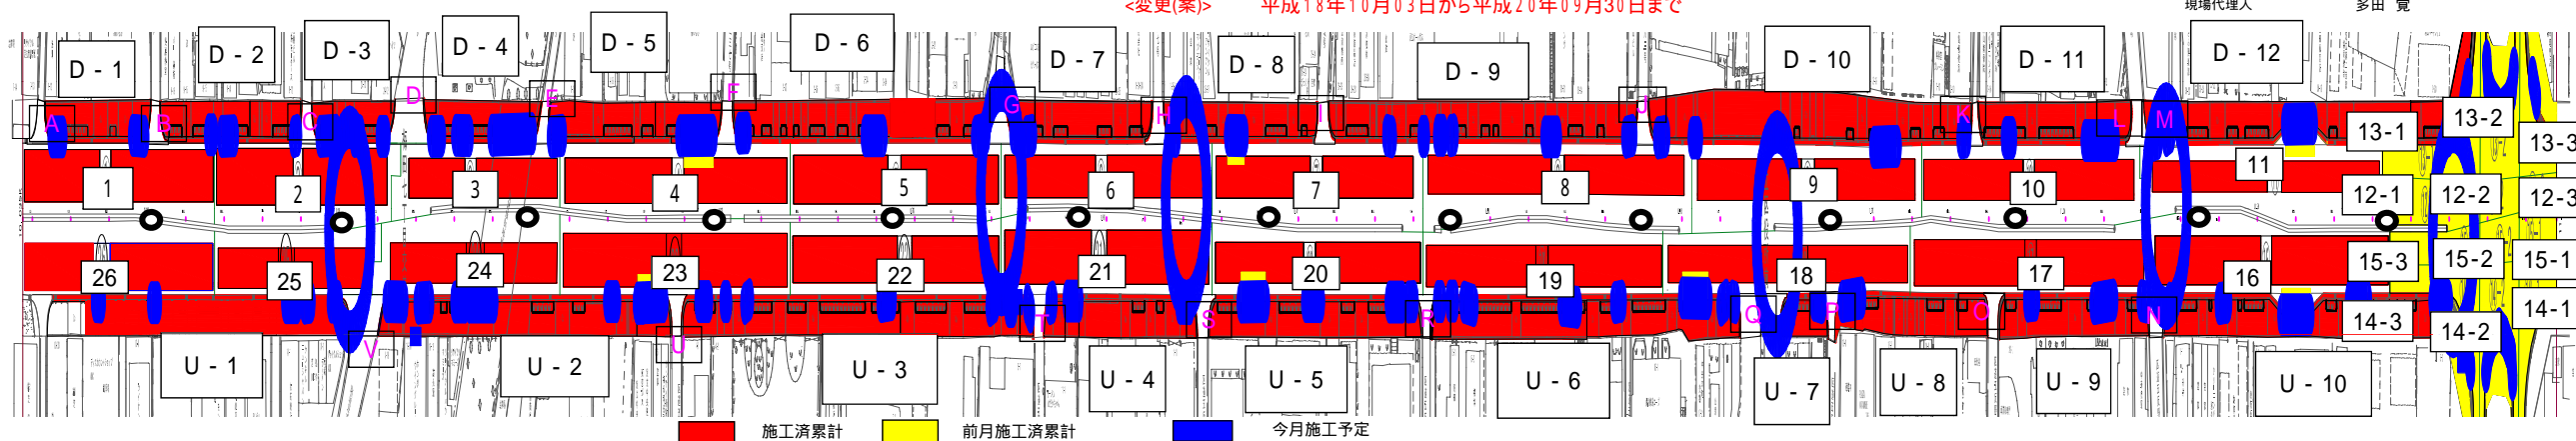 <変更(案)> 平成18年10月03日から平成20年09月30日まで
現場代理人 多田 覚
D - 1 D - 2 D -3 D - 4 D - 5 D - 6 D - 7 D - 8 D - 9 D - 10 D - 11 D - 12
A B C D E F G H I J K L M
13-1 13-2 13-3
1 2 3 4 5 6 7 8 9 10 11
12-1 12-2 12-3
26 25 24 23 22 21 20 19 18 17 16
15-3 15-2 15-1
V U T S R Q P O N
14-3 14-2 14-1
U - 1 U - 2 U - 3 U - 4 U - 5 U - 6 U - 7 U - 8 U - 9 U - 10
施工済累計 前月施工済累計 今月施工予定